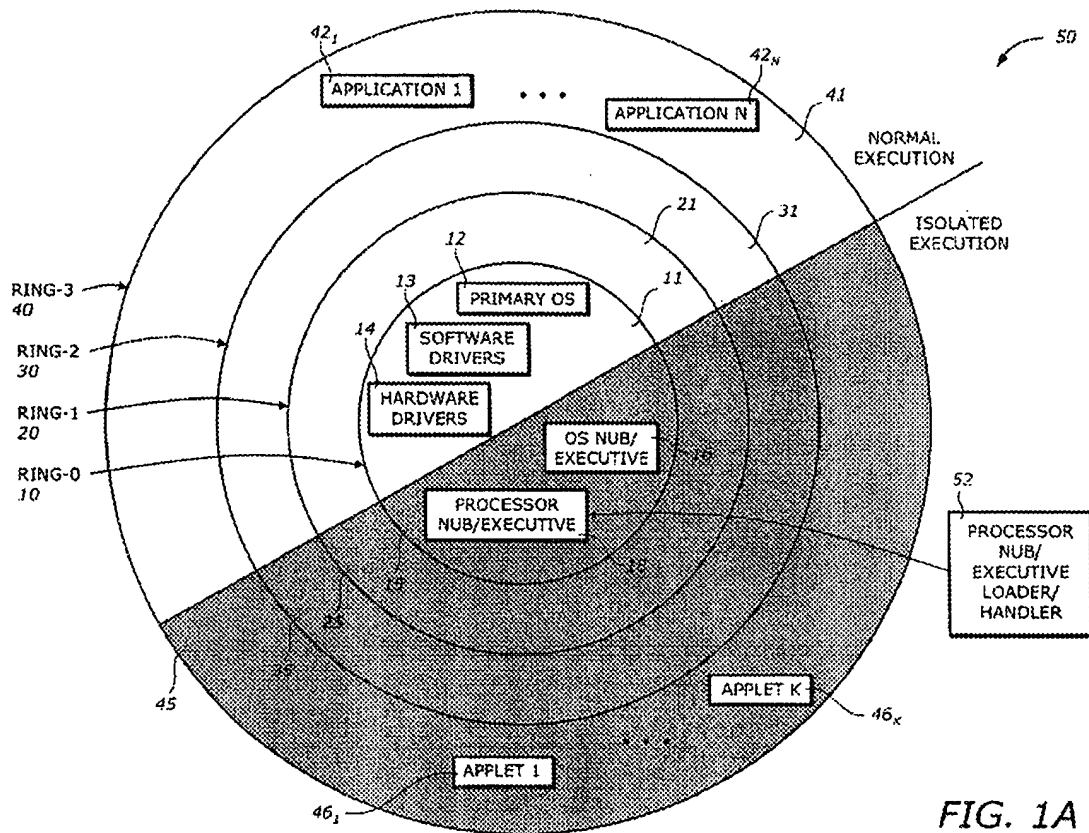 42₁
50
APPLICATION 1
• • •
42N
APPLICATION N
41
NORMAL
EXECUTION
ISOLATED
EXECUTION
21
31
12
11
13
PRIMARY OS
14
SOFTWARE
DRIVERS
HARDWARE
DRIVERS
RING-3
40
RING-2
30
RING-1
20
RING-0
10
OS NUB/
EXECUTIVE
16
PROCESSOR
NUB/EXECUTIVE
52
PROCESSOR
NUB/
EXECUTIVE
LOADER/
HANDLER
15
18
25
35
45
APPLET K
46K
• • •
APPLET 1
46₁
FIG. 1A